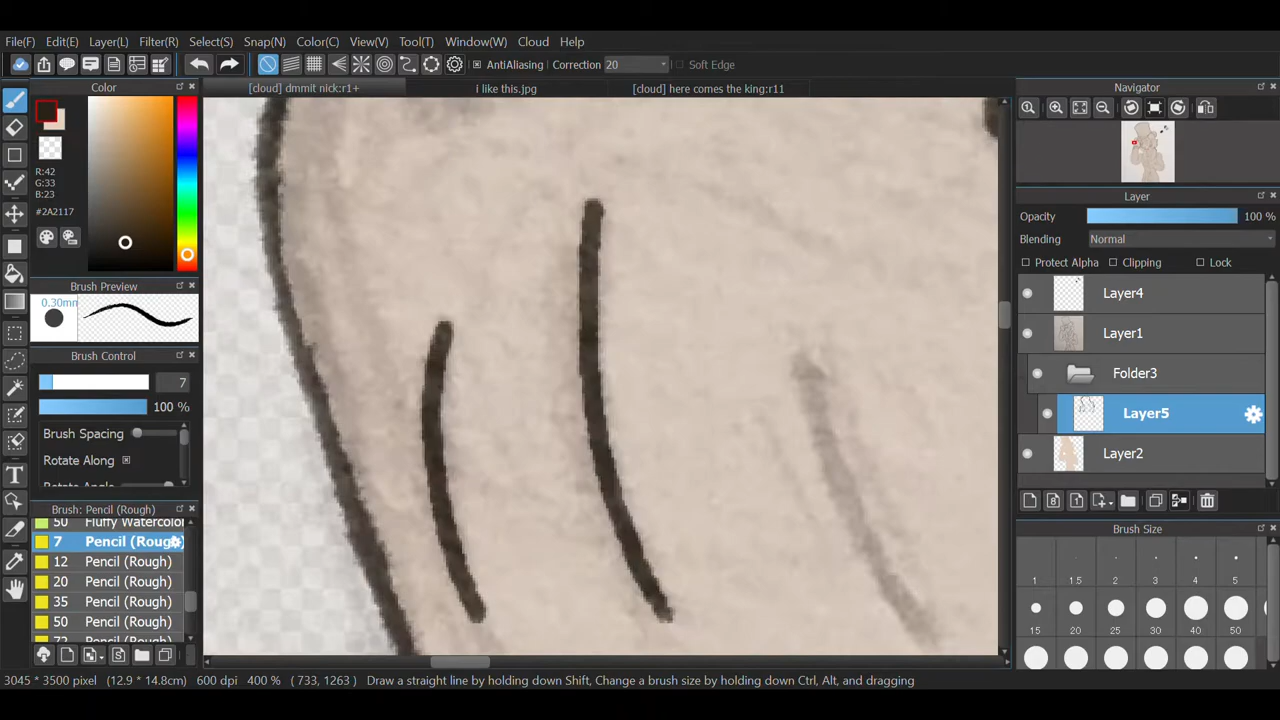 File(F) Edit(E) Layer(L) Filter(R) Select(S) Snap(N) Color(C) View(V) Tool(T) Window(W) Cloud Help
AntiAliasing Correction 20 Soft Edge
Color
[cloud] dmmit nick:r1+ i like this.jpg [cloud] here comes the king:r11
Navigator
R:42
G:33
B:23
#2A2117
Brush Preview
0.30mm
Brush Control
7
100 %
Brush Spacing
Rotate Along
Rotate Angle
Brush: Pencil (Rough)
50 Fluffy Watercolor
7 Pencil (Rough)
12 Pencil (Rough)
20 Pencil (Rough)
35 Pencil (Rough)
50 Pencil (Rough)
72 Pencil (Rough)
Layer
Opacity 100 %
Blending Normal
Protect Alpha Clipping Lock
Layer4
Layer1
Folder3
Layer5
Layer2
Brush Size
1 1.5 2 3 4 5
15 20 25 30 40 50
3045 * 3500 pixel (12.9 * 14.8cm) 600 dpi 400 % ( 733, 1263 ) Draw a straight line by holding down Shift, Change a brush size by holding down Ctrl, Alt, and dragging